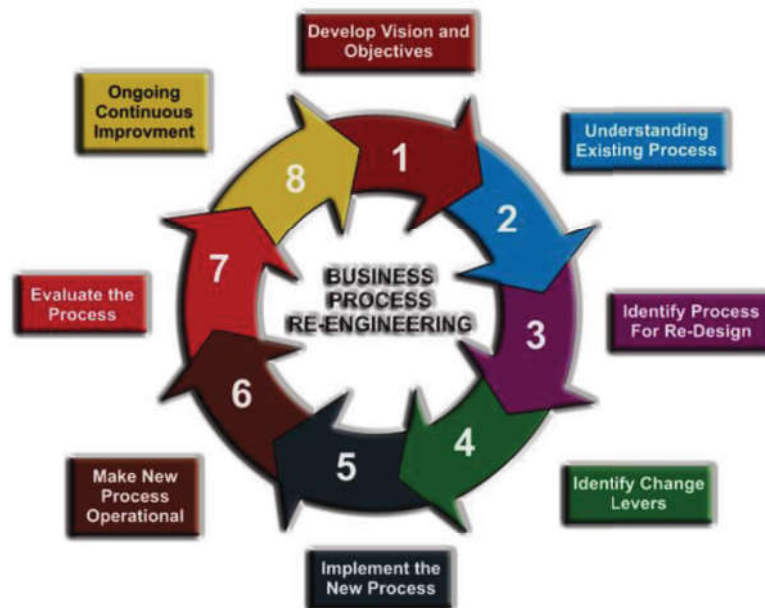 Develop Vision and
Objectives
1
Understanding
Existing Process
2
Identify Process
For Re-Design
3
Identify Change
Levers
4
Implement the
New Process
5
Make New
Process
Operational
6
Evaluate the
Process
7
Ongoing
Continuous
Improvment
8
BUSINESS
PROCESS
RE-ENGINEERING